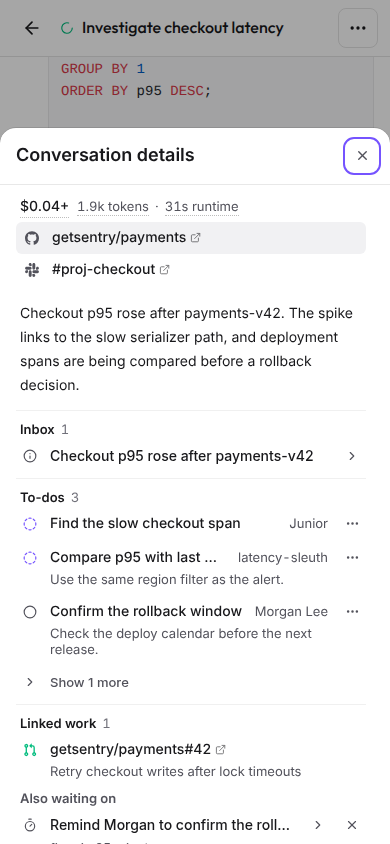 Investigate checkout latency
GROUP BY 1
ORDER BY p95 DESC;
Conversation details
$0.04+ 1.9k tokens · 31s runtime
getsentry/payments
#proj-checkout
Checkout p95 rose after payments-v42. The spike
links to the slow serializer path, and deployment
spans are being compared before a rollback
decision.
Inbox 1
Checkout p95 rose after payments-v42
To-dos 3
Find the slow checkout span Junior
Compare p95 with last ... latency-sleuth
Use the same region filter as the alert.
Confirm the rollback window Morgan Lee
Check the deploy calendar before the next
release.
Show 1 more
Linked work 1
getsentry/payments#42
Retry checkout writes after lock timeouts
Also waiting on
Remind Morgan to confirm the roll...